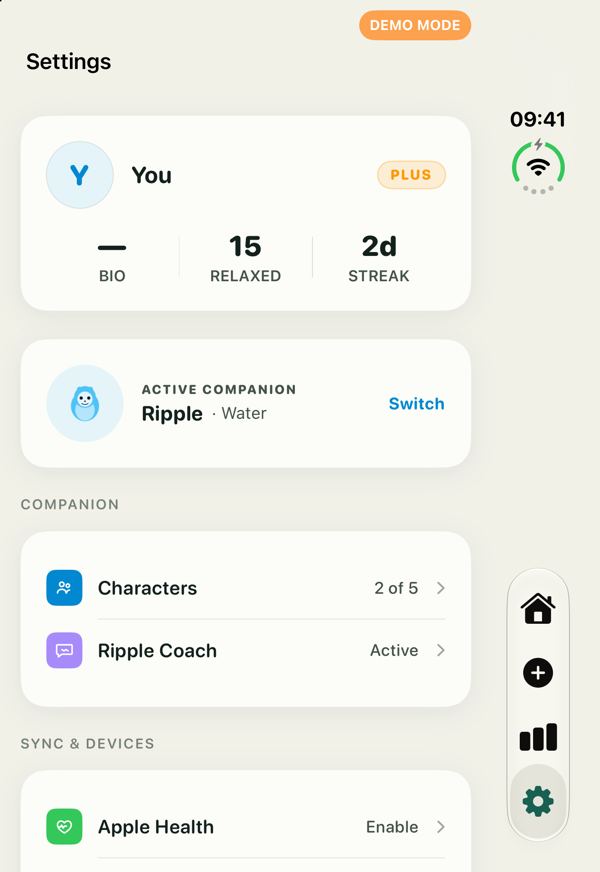 DEMO MODE
Settings
09:41
Y
You
PLUS
—
BIO
15
RELAXED
2d
STREAK
ACTIVE COMPANION
Ripple · Water
Switch
COMPANION
Characters
2 of 5
Ripple Coach
Active
SYNC & DEVICES
Apple Health
Enable